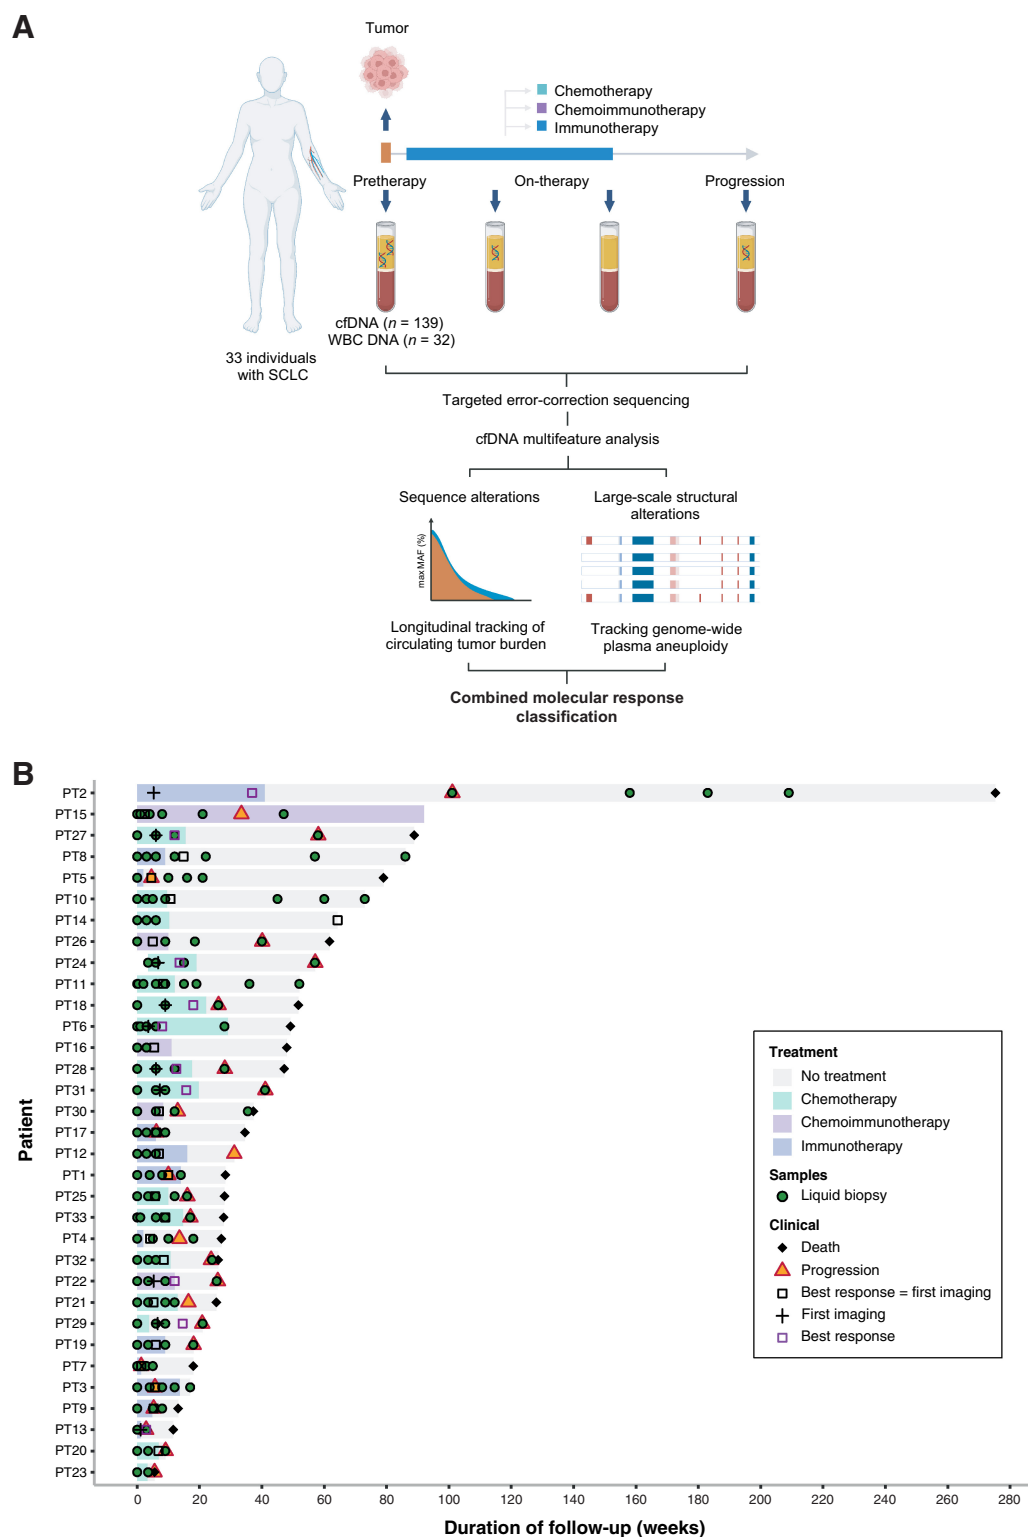 A
Tumor
Chemotherapy
Chemoimmunotherapy
Immunotherapy
Pretherapy
On-therapy
Progression
cfDNA (n = 139)
WBC DNA (n = 32)
33 individuals
with SCLC
Targeted error-correction sequencing
cfDNA multifeature analysis
Sequence alterations
Large-scale structural
alterations
max MAF (%)
Longitudinal tracking of
circulating tumor burden
Tracking genome-wide
plasma aneuploidy
Combined molecular response
classification
B
Patient
PT2
PT15
PT27
PT8
PT5
PT10
PT14
PT26
PT24
PT11
PT18
PT6
PT16
PT28
PT31
PT30
PT17
PT12
PT1
PT25
PT33
PT4
PT32
PT22
PT21
PT29
PT19
PT7
PT3
PT9
PT13
PT20
PT23
Treatment
No treatment
Chemotherapy
Chemoimmunotherapy
Immunotherapy
Samples
Liquid biopsy
Clinical
Death
Progression
Best response = first imaging
First imaging
Best response
0 20 40 60 80 100 120 140 160 180 200 220 240 260 280
Duration of follow-up (weeks)